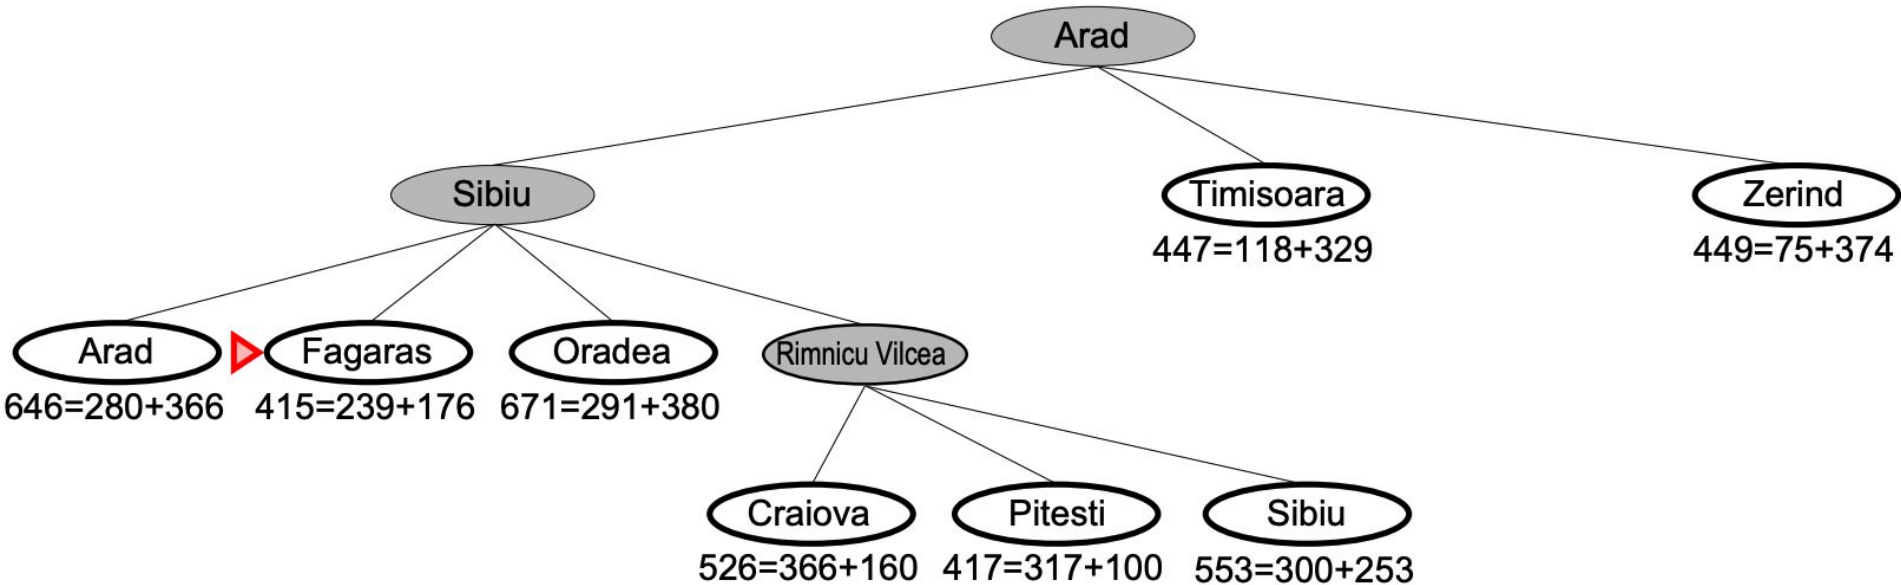 Arad
Sibiu
Timisoara
Zerind
447=118+329
449=75+374
Arad
Fagaras
Oradea
Rimnicu Vilcea
646=280+366
415=239+176
671=291+380
Craiova
Pitesti
Sibiu
526=366+160
417=317+100
553=300+253